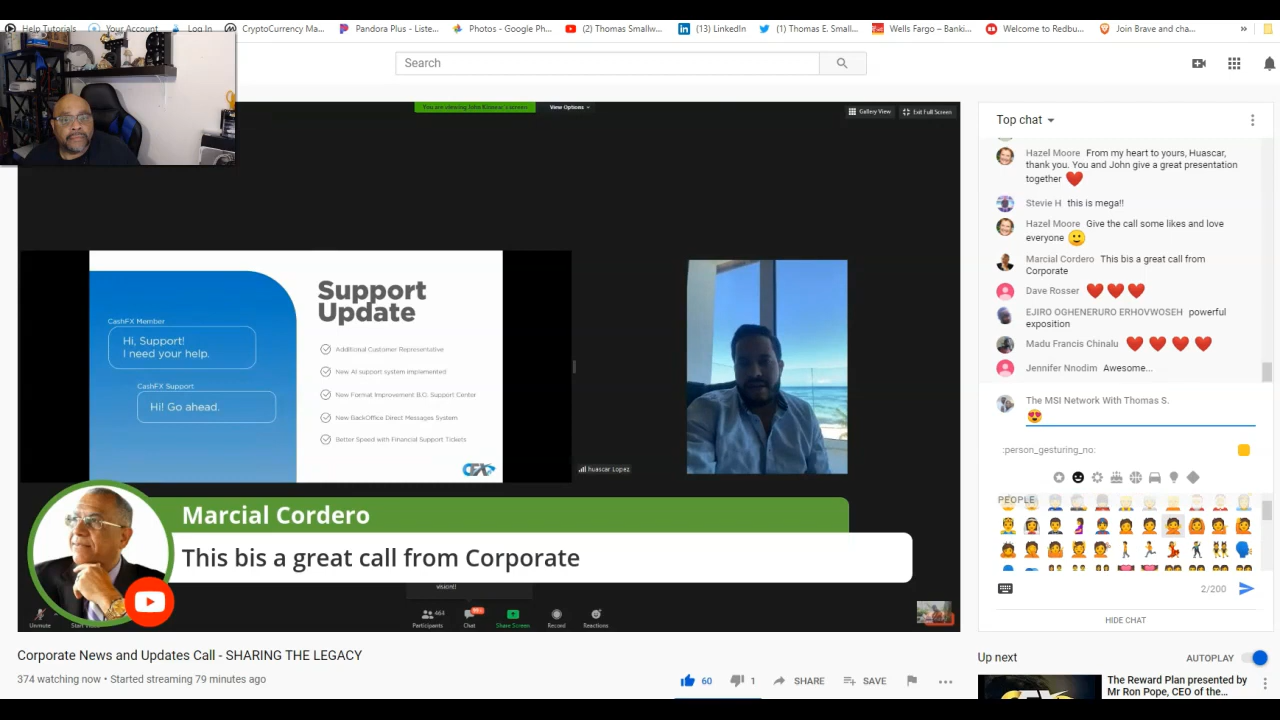 Help Tutorials
Your Account
Log In
CryptoCurrency Ma...
Pandora Plus - Liste...
Photos - Google Ph...
(2) Thomas Smallw...
(13) LinkedIn
(1) Thomas E. Small...
Wells Fargo – Banki...
Welcome to Redbu...
Join Brave and cha...
»
Search
You are viewing John Kinsear's screen
View Options
Gallery View
Exit Full Screen
CashFX Member
Hi, Support!
I need your help.
CashFX Support
Hi! Go ahead.
Support
Update
Additional Customer Representative
New AI support system implemented
New Format Improvement B.O. Support Center
New BackOffice Direct Messages System
Better Speed with Financial Support Tickets
CFX
huascar Lopez
Marcial Cordero
This bis a great call from Corporate
vision!!
Unmute
Participants
464
Chat
Share Screen
Record
Reactions
Corporate News and Updates Call - SHARING THE LEGACY
374 watching now • Started streaming 79 minutes ago
60
1
SHARE
SAVE
Top chat
Hazel Moore From my heart to yours, Huascar,
thank you. You and John give a great presentation
together ❤️
Stevie H this is mega!!
Hazel Moore Give the call some likes and love
everyone 🙂
Marcial Cordero This bis a great call from
Corporate
Dave Rosser ❤️ ❤️ ❤️
EJIRO OGHENERURO ERHOVWOSEH powerful
exposition
Madu Francis Chinalu ❤️ ❤️ ❤️ ❤️
Jennifer Nnodim Awesome...
The MSI Network With Thomas S.
😍
:person_gesturing_no:
PEOPLE
2/200
HIDE CHAT
Up next
AUTOPLAY
The Reward Plan presented by
Mr Ron Pope, CEO of the...